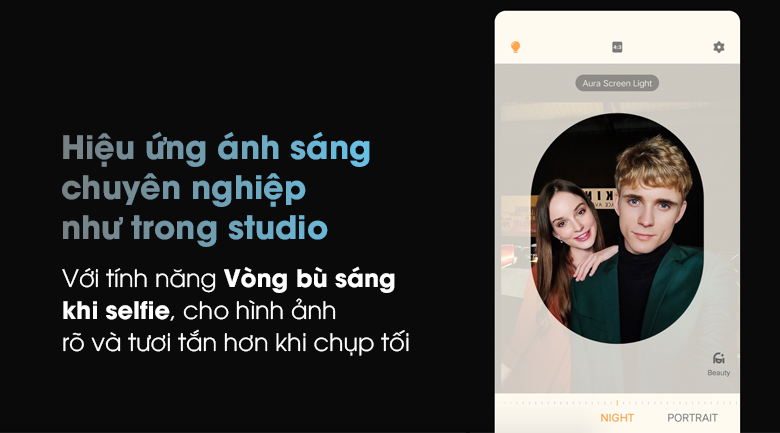 Hiệu ứng ánh sáng
chuyên nghiệp
như trong studio
Với tính năng Vòng bù sáng
khi selfie, cho hình ảnh
rõ và tươi tắn hơn khi chụp tối
4:3
Aura Screen Light
Beauty
NIGHT PORTRAIT